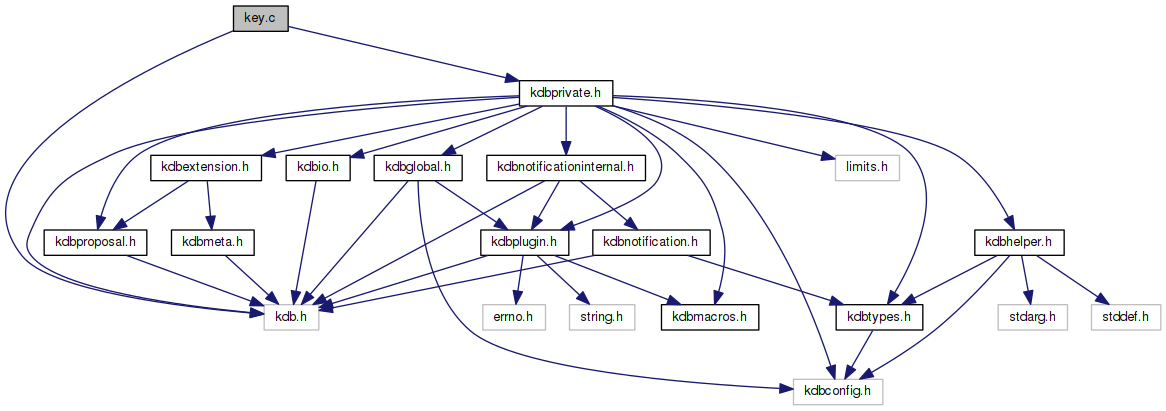 key.c
kdbprivate.h
kdbextension.h
kdbio.h
kdbglobal.h
kdbnotificationinternal.h
limits.h
kdbproposal.h
kdbmeta.h
kdbplugin.h
kdbnotification.h
kdbhelper.h
kdb.h
errno.h
string.h
kdbmacros.h
kdbtypes.h
stdarg.h
stddef.h
kdbconfig.h